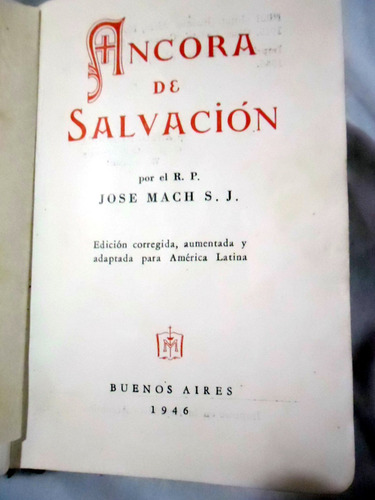 ANCORA
DE
SALVACIÓN
por el R. P.
JOSE MACH S. J.
Edición corregida, aumentada y
adaptada para América Latina
BUENOS AIRES
1946